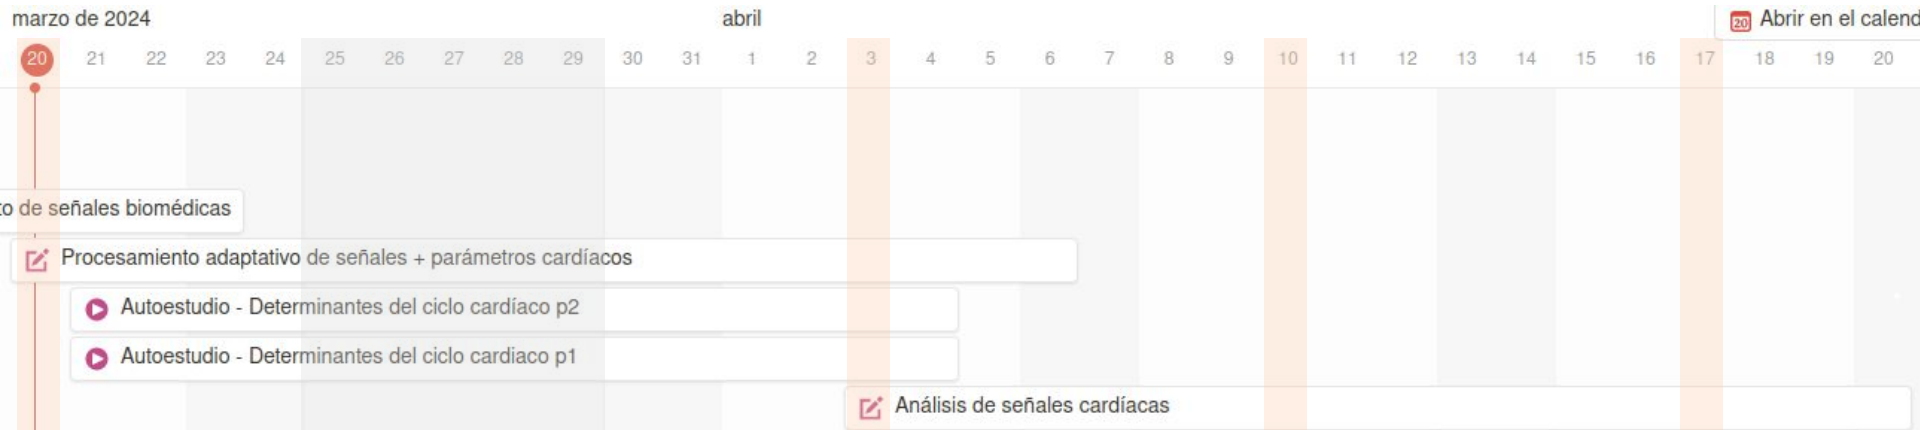 marzo de 2024 abril Abrir en el calend
20 21 22 23 24 25 26 27 28 29 30 31 1 2 3 4 5 6 7 8 9 10 11 12 13 14 15 16 17 18 19 20
to de señales biomédicas
Procesamiento adaptativo de señales + parámetros cardíacos
Autoestudio - Determinantes del ciclo cardíaco p2
Autoestudio - Determinantes del ciclo cardiaco p1
Análisis de señales cardíacas